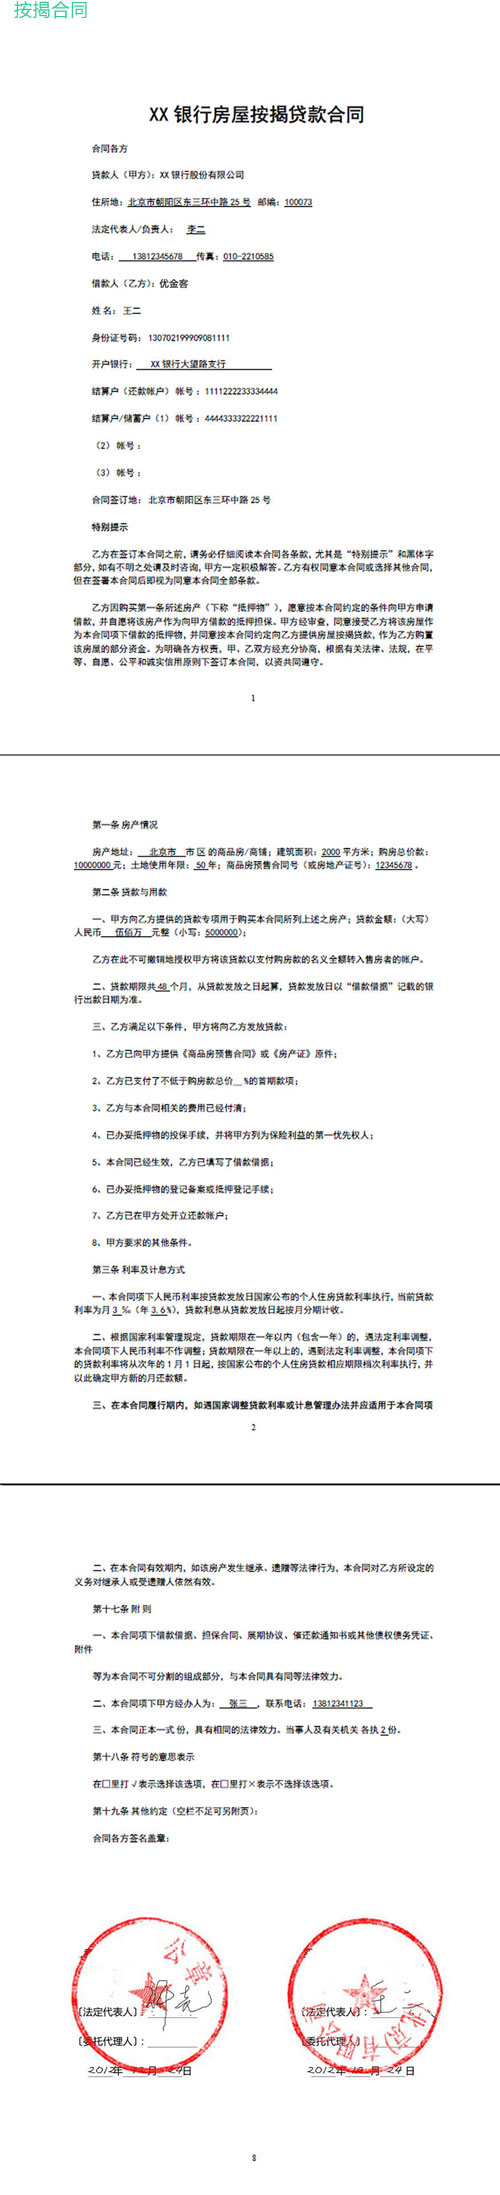 按揭合同
XX 银行房屋按揭贷款合同
合同各方
贷款人（甲方）：XX 银行股份有限公司
住所地：北京市朝阳区东三环中路 25 号 邮编：100073
法定代表人/负责人： 李二
电话： 13812345678 传真：010-2210585
借款人（乙方）：优金客
姓 名： 王二
身份证号码： 130702199909081111
开户银行： XX 银行大望路支行
结算户（还款帐户） 帐号：1111222233334444
结算户/储蓄户（1） 帐号：4444333322221111
（2） 帐号：
（3） 帐号：
合同签订地： 北京市朝阳区东三环中路 25 号
特别提示
乙方在签订本合同之前，请务必仔细阅读本合同各条款，尤其是“特别提示”和黑体字
部分，如有不明之处请及时咨询，甲方一定积极解答。乙方有权同意本合同或选择其他合同，
但在签署本合同后即视为同意本合同全部条款。
乙方因购买第一条所述房产（下称“抵押物”），愿意按本合同约定的条件向甲方申请
借款，并自愿将该房产作为向甲方借款的抵押担保。甲方经审查，同意接受乙方将该房屋作
为本合同项下借款的抵押物，并同意按本合同约定向乙方提供房屋按揭贷款，作为乙方购置
该房屋的部分资金。为明确各方权责，甲、乙双方经充分协商，根据有关法律、法规，在平
等、自愿、公平和诚实信用原则下签订本合同，以资共同遵守。
1
第一条 房产情况
房产地址： 北京市 市 区 的商品房/商铺；建筑面积：2000 平方米；购房总价款：
10000000 元；土地使用年限：50 年；商品房预售合同号（或房地产证号）：12345678 。
第二条 贷款与用款
一、甲方向乙方提供的贷款专项用于购买本合同所列上述之房产；贷款金额：（大写）
人民币 伍佰万 元整（小写：5000000）；
乙方在此不可撤销地授权甲方将该贷款以支付购房款的名义全额转入售房者的帐户。
二、贷款期限共 48 个月，从贷款发放之日起算，贷款发放日以“借款借据”记载的银
行出款日期为准。
三、乙方满足以下条件，甲方将向乙方发放贷款：
1、乙方已向甲方提供《商品房预售合同》或《房产证》原件；
2、乙方已支付了不低于购房款总价__%的首期款项；
3、乙方与本合同相关的费用已经付清；
4、已办妥抵押物的投保手续，并将甲方列为保险利益的第一优先权人；
5、本合同已经生效，乙方已填写了借款借据；
6、已办妥抵押物的登记备案或抵押登记手续；
7、乙方已在甲方处开立还款帐户；
8、甲方要求的其他条件。
第三条 利率及计息方式
一、本合同项下人民币利率按贷款发放日国家公布的个人住房贷款利率执行，当前贷款
利率为月 3 ‰（年 3.6%），贷款利息从贷款发放日起按月分期计收。
二、根据国家利率管理规定，贷款期限在一年以内（包含一年）的，遇法定利率调整，
本合同项下人民币利率不作调整；贷款期限在一年以上的，遇到法定利率调整，本合同项下
的贷款利率将从次年的 1 月 1 日起，按国家公布的个人住房贷款相应期限档次利率执行，并
以此确定甲方新的月还款额。
三、在本合同履行期内，如遇国家调整贷款利率或计息管理办法并应适用于本合同项
2
二、在本合同有效期内，如该房产发生继承、遗赠等法律行为，本合同对乙方所设定的
义务对继承人或受遗赠人依然有效。
第十七条 附 则
一、本合同项下借款借据、担保合同、展期协议、催还款通知书或其他债权债务凭证、
附件
等为本合同不可分割的组成部分，与本合同具有同等法律效力。
二、本合同项下甲方经办人为： 张三 ，联系电话： 13812341123
三、本合同正本一式 份，具有相同的法律效力。当事人及有关机关 各执 2 份。
第十八条 符号的意思表示
在□里打 √ 表示选择该选项，在□里打×表示不选择该选项。
第十九条 其他约定（空栏不足可另附页）：
合同各方签名盖章：
公章
（北京）有限公司
（法定代表人）： （法定代表人）：王二
（委托代理人）： （委托代理人）
2012年 12 月 24 日 2012 年 12 月 24 日
8